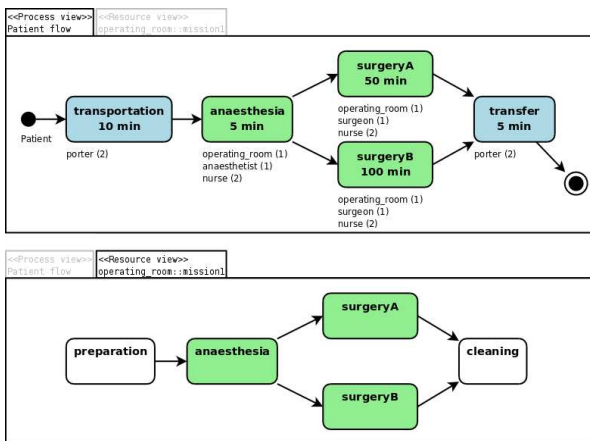 <<Process view>>
Patient flow
<<Resource view>>
operating_room::mission1
Patient
transportation
10 min
porter (2)
anaesthesia
5 min
operating_room (1)
anaesthetist (1)
nurse (2)
surgeryA
50 min
operating_room (1)
surgeon (1)
nurse (2)
surgeryB
100 min
operating_room (1)
surgeon (1)
nurse (2)
transfer
5 min
porter (2)
<<Process view>>
Patient flow
<<Resource view>>
operating_room::mission1
preparation
anaesthesia
surgeryA
surgeryB
cleaning